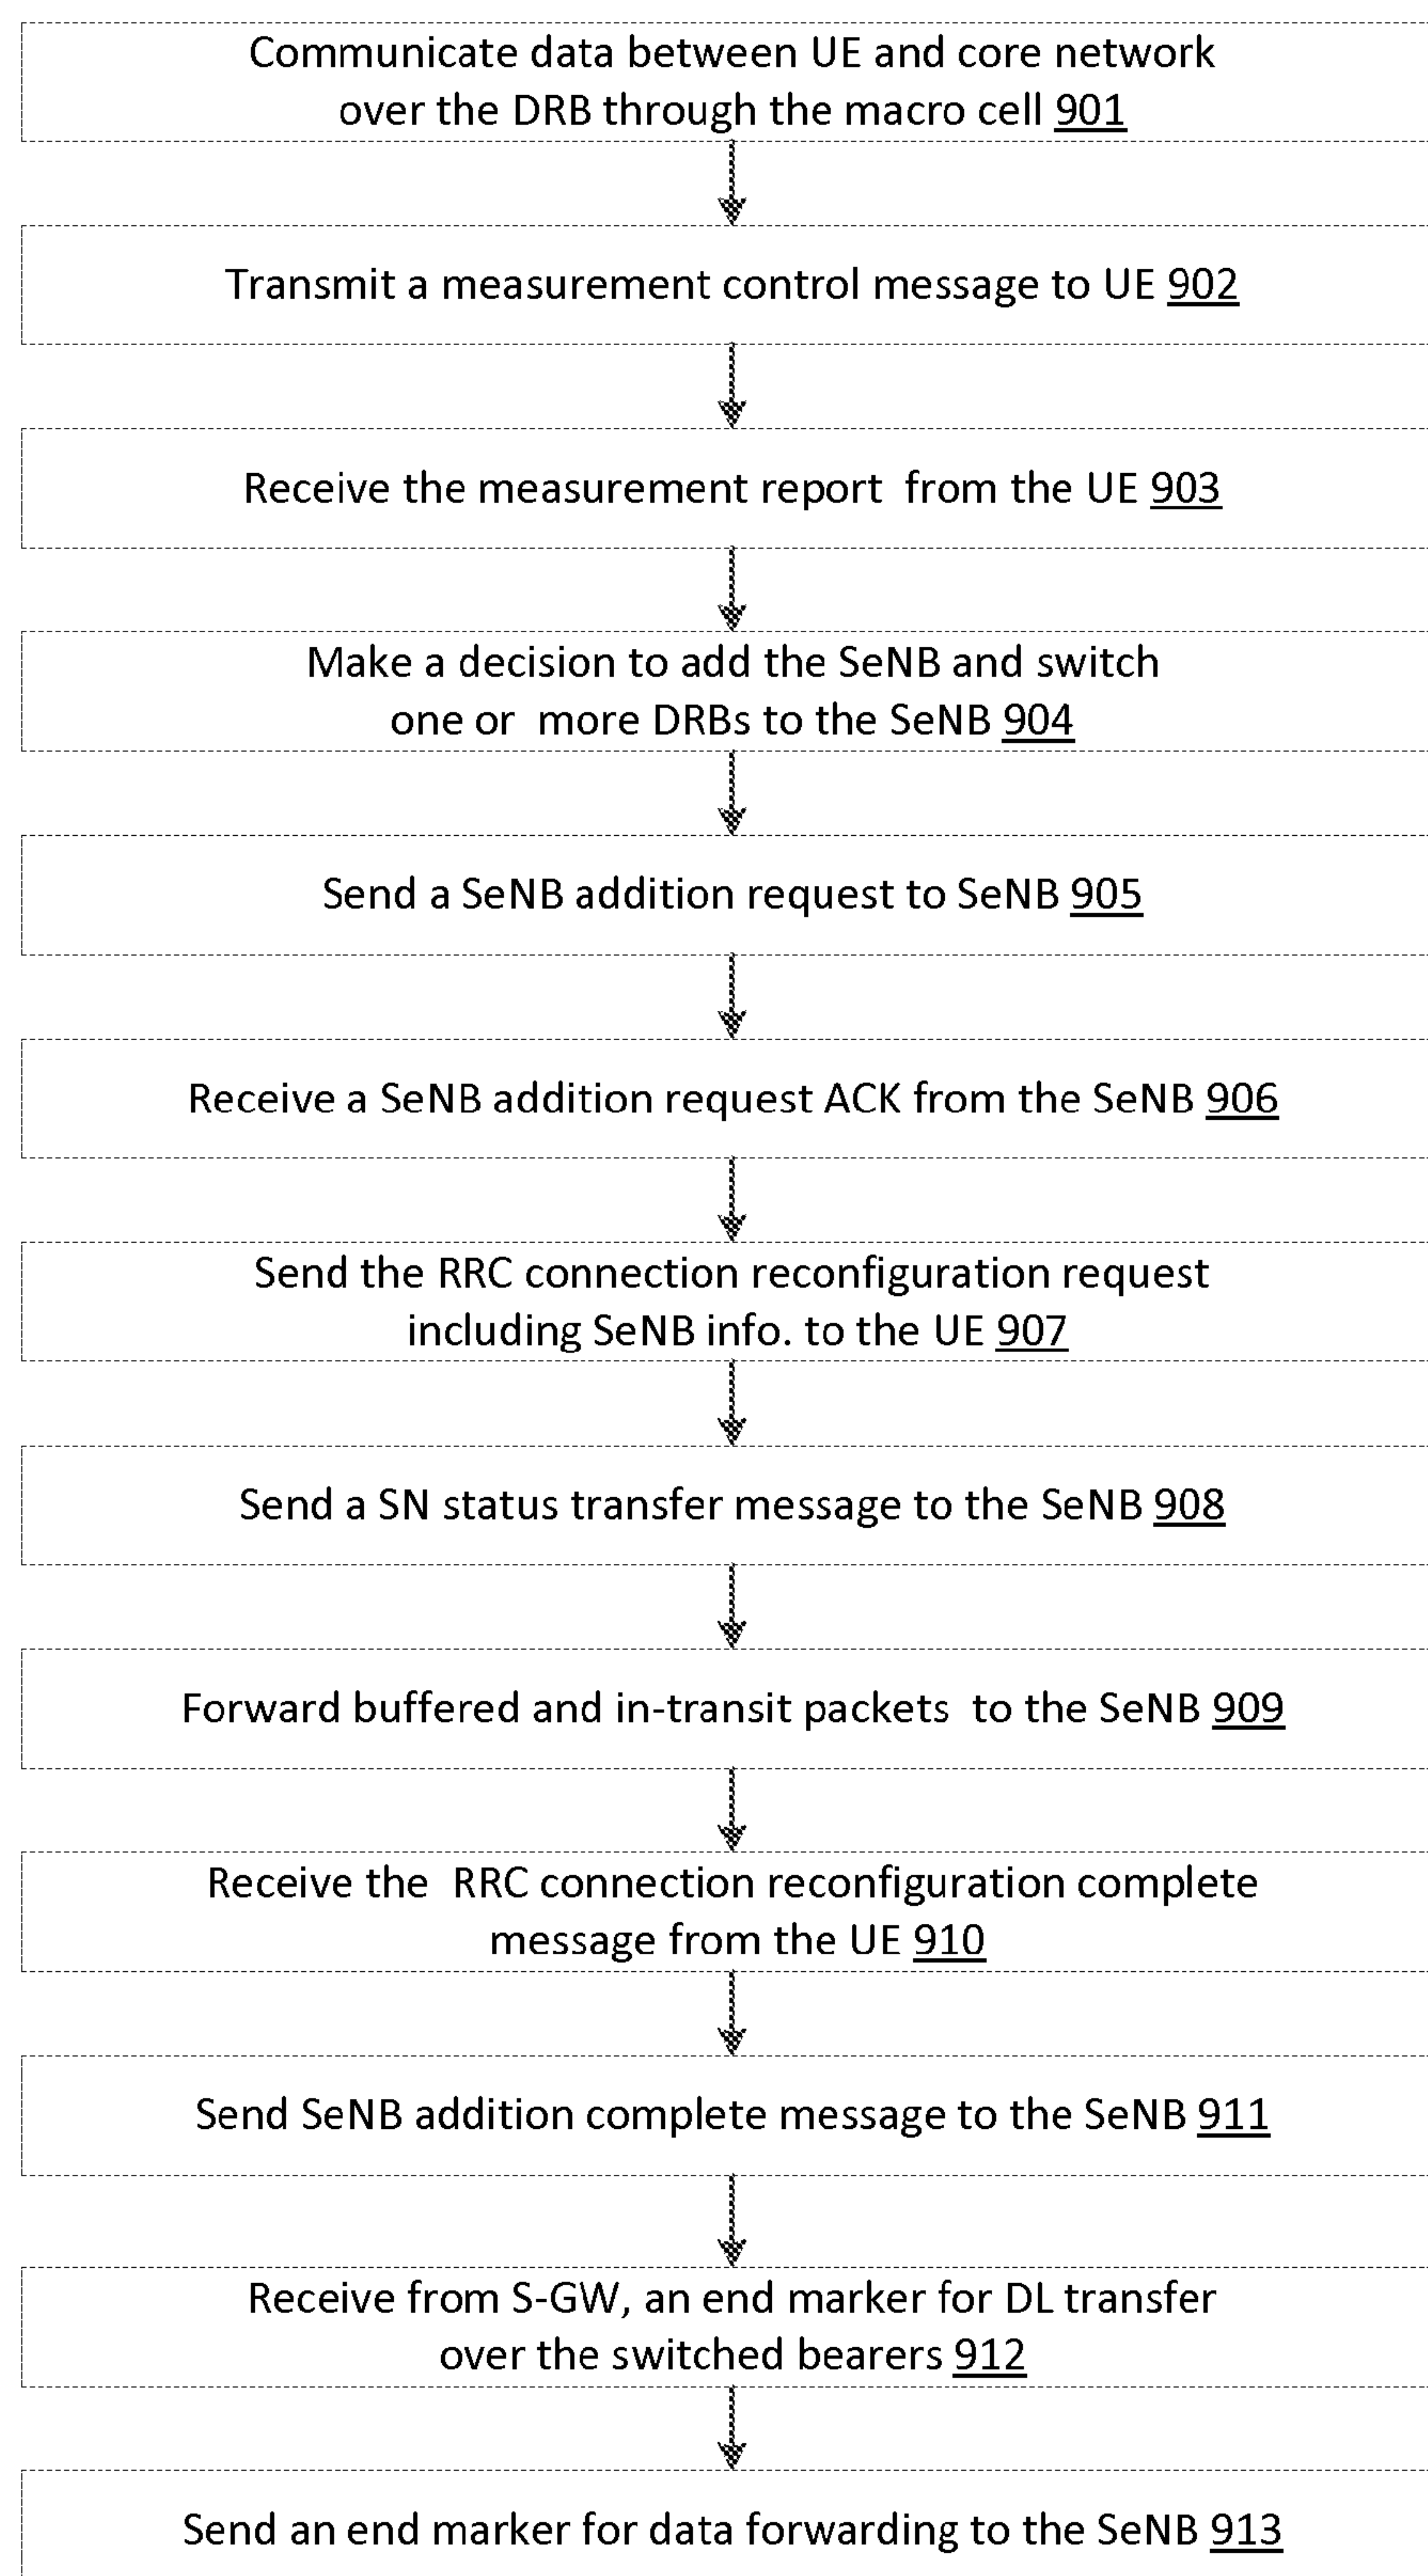 Communicate data between UE and core network
over the DRB through the macro cell 901
Transmit a measurement control message to UE 902
Receive the measurement report from the UE 903
Make a decision to add the SeNB and switch
one or more DRBs to the SeNB 904
Send a SeNB addition request to SeNB 905
Receive a SeNB addition request ACK from the SeNB 906
Send the RRC connection reconfiguration request
including SeNB info. to the UE 907
Send a SN status transfer message to the SeNB 908
Forward buffered and in-transit packets to the SeNB 909
Receive the RRC connection reconfiguration complete
message from the UE 910
Send SeNB addition complete message to the SeNB 911
Receive from S-GW, an end marker for DL transfer
over the switched bearers 912
Send an end marker for data forwarding to the SeNB 913